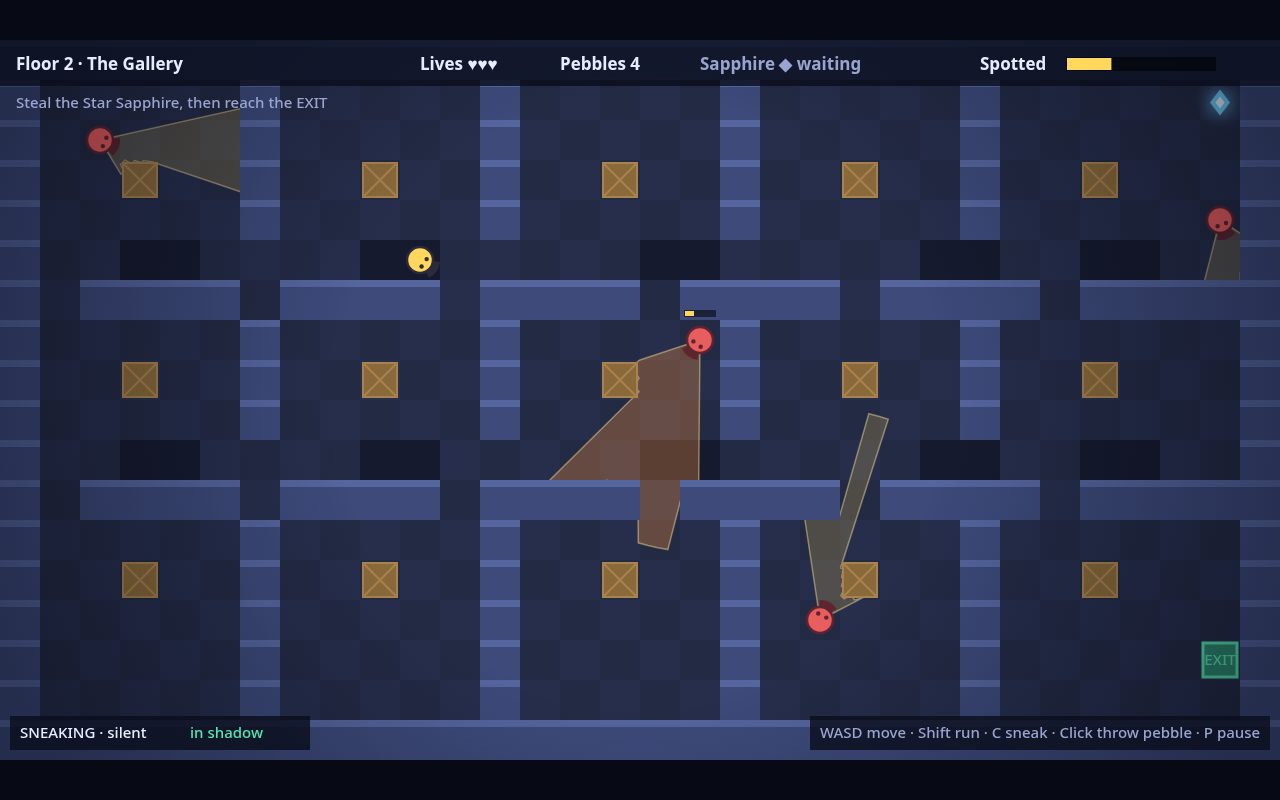 Floor 2 · The Gallery
Lives ♥♥♥
Pebbles 4
Sapphire ◆ waiting
Spotted
Steal the Star Sapphire, then reach the EXIT
EXIT
SNEAKING · silent
in shadow
WASD move · Shift run · C sneak · Click throw pebble · P pause